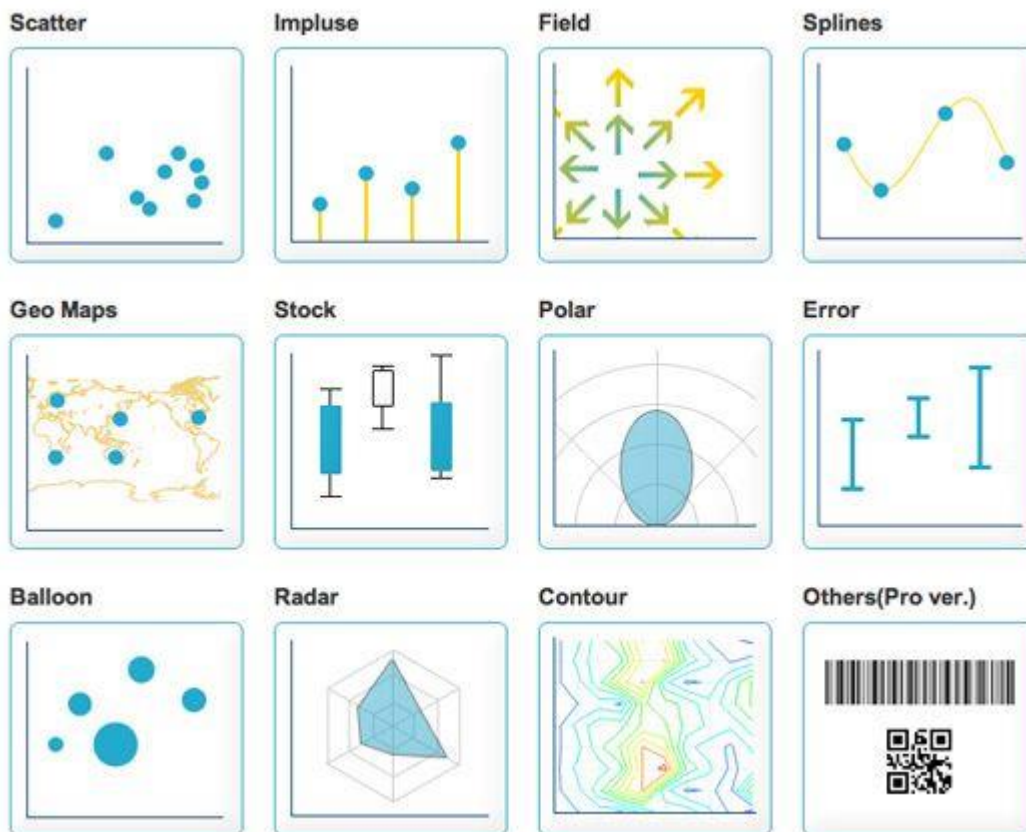 Scatter
Impluse
Field
Splines
Geo Maps
Stock
Polar
Error
Balloon
Radar
Contour
Others(Pro ver.)